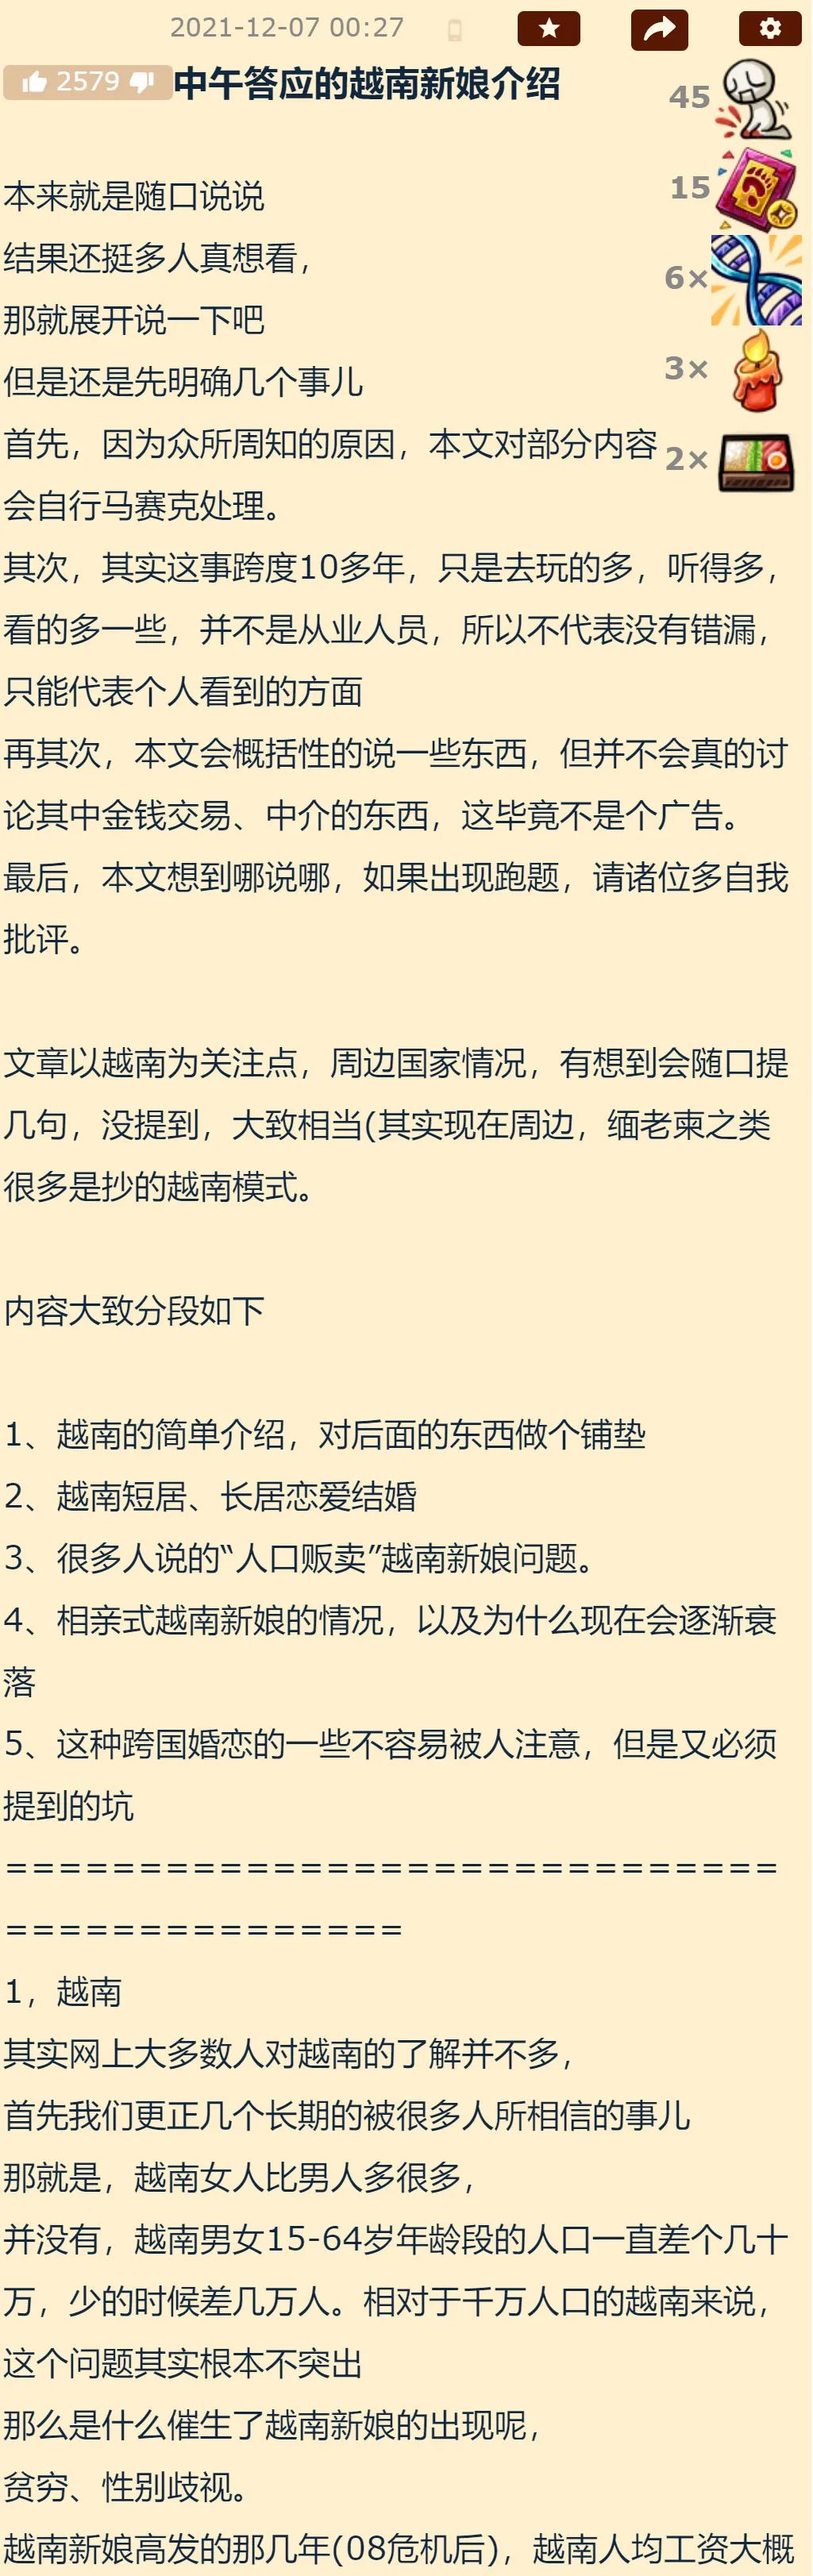 2021-12-07 00:27
2579 中午答应的越南新娘介绍
45
15
6×
3×
2×
本来就是随口说说
结果还挺多人真想看，
那就展开说一下吧
但是还是先明确几个事儿
首先，因为众所周知的原因，本文对部分内容
会自行马赛克处理。
其次，其实这事跨度10多年，只是去玩的多，听得多，
看的多一些，并不是从业人员，所以不代表没有错漏，
只能代表个人看到的方面
再其次，本文会概括性的说一些东西，但并不会真的讨
论其中金钱交易、中介的东西，这毕竟不是个广告。
最后，本文想到哪说哪，如果出现跑题，请诸位多自我
批评。
文章以越南为关注点，周边国家情况，有想到会随口提
几句，没提到，大致相当(其实现在周边，缅老柬之类
很多是抄的越南模式。
内容大致分段如下
1、越南的简单介绍，对后面的东西做个铺垫
2、越南短居、长居恋爱结婚
3、很多人说的“人口贩卖”越南新娘问题。
4、相亲式越南新娘的情况，以及为什么现在会逐渐衰
落
5、这种跨国婚恋的一些不容易被人注意，但是又必须
提到的坑
=============================
===============
1，越南
其实网上大多数人对越南的了解并不多，
首先我们更正几个长期的被很多人所相信的事儿
那就是，越南女人比男人多很多，
并没有，越南男女15-64岁年龄段的人口一直差个几十
万，少的时候差几万人。相对于千万人口的越南来说，
这个问题其实根本不突出
那么是什么催生了越南新娘的出现呢，
贫穷、性别歧视。
越南新娘高发的那几年(08危机后)，越南人均工资大概